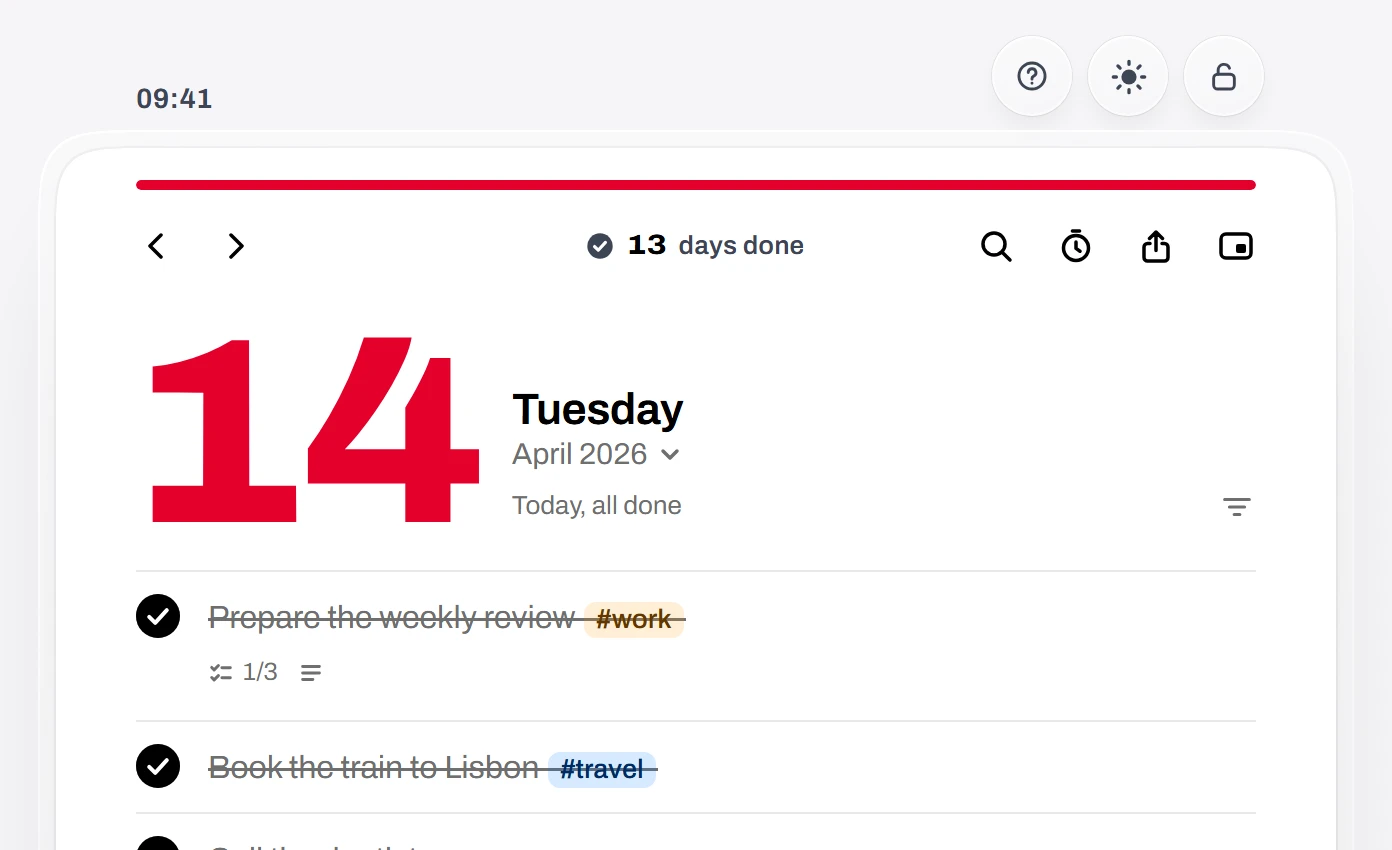 09:41
13 days done
14
Tuesday
April 2026
Today, all done
Prepare the weekly review #work
1/3
Book the train to Lisbon #travel